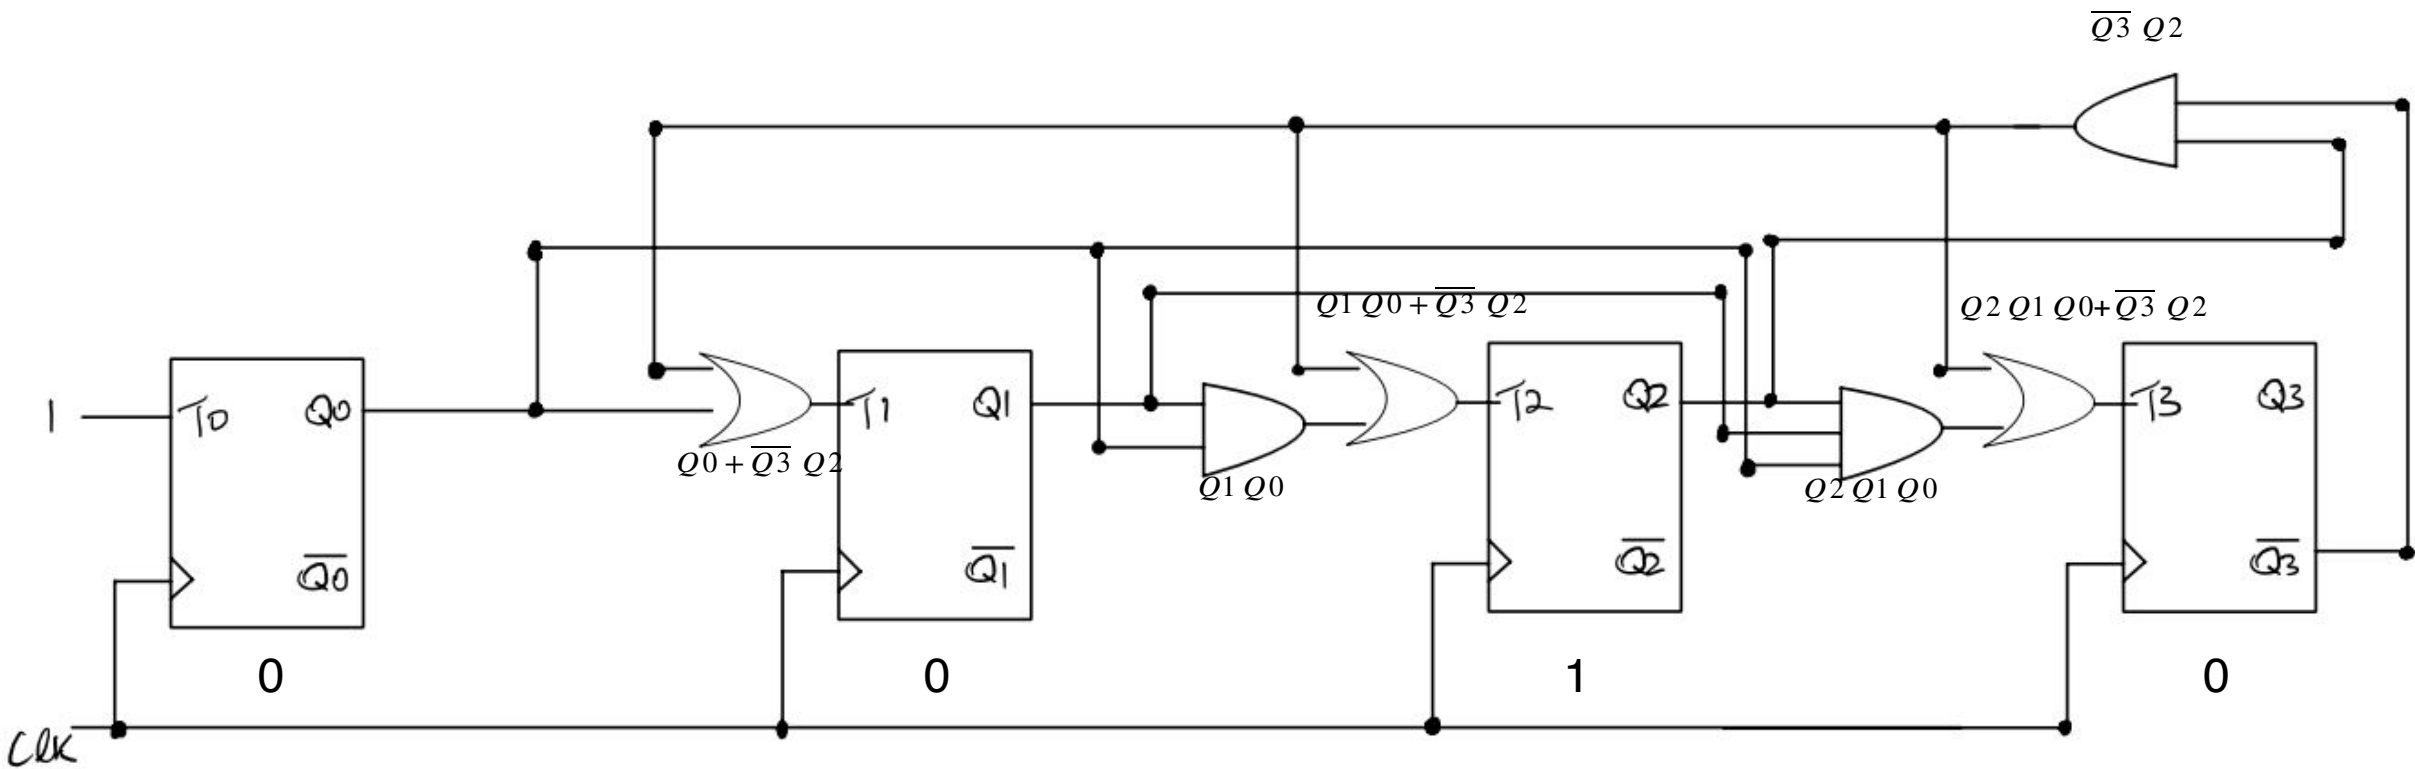 Q3̅ Q2
Q1 Q0 + Q3̅ Q2
Q2 Q1 Q0+ Q3̅ Q2
1
T0
Q0
T1
Q1
T2
Q2
T3
Q3
Q0 + Q3̅ Q2
Q1 Q0
Q2 Q1 Q0
Q0̅
Q1̅
Q2̅
Q3̅
0
0
1
0
Clk